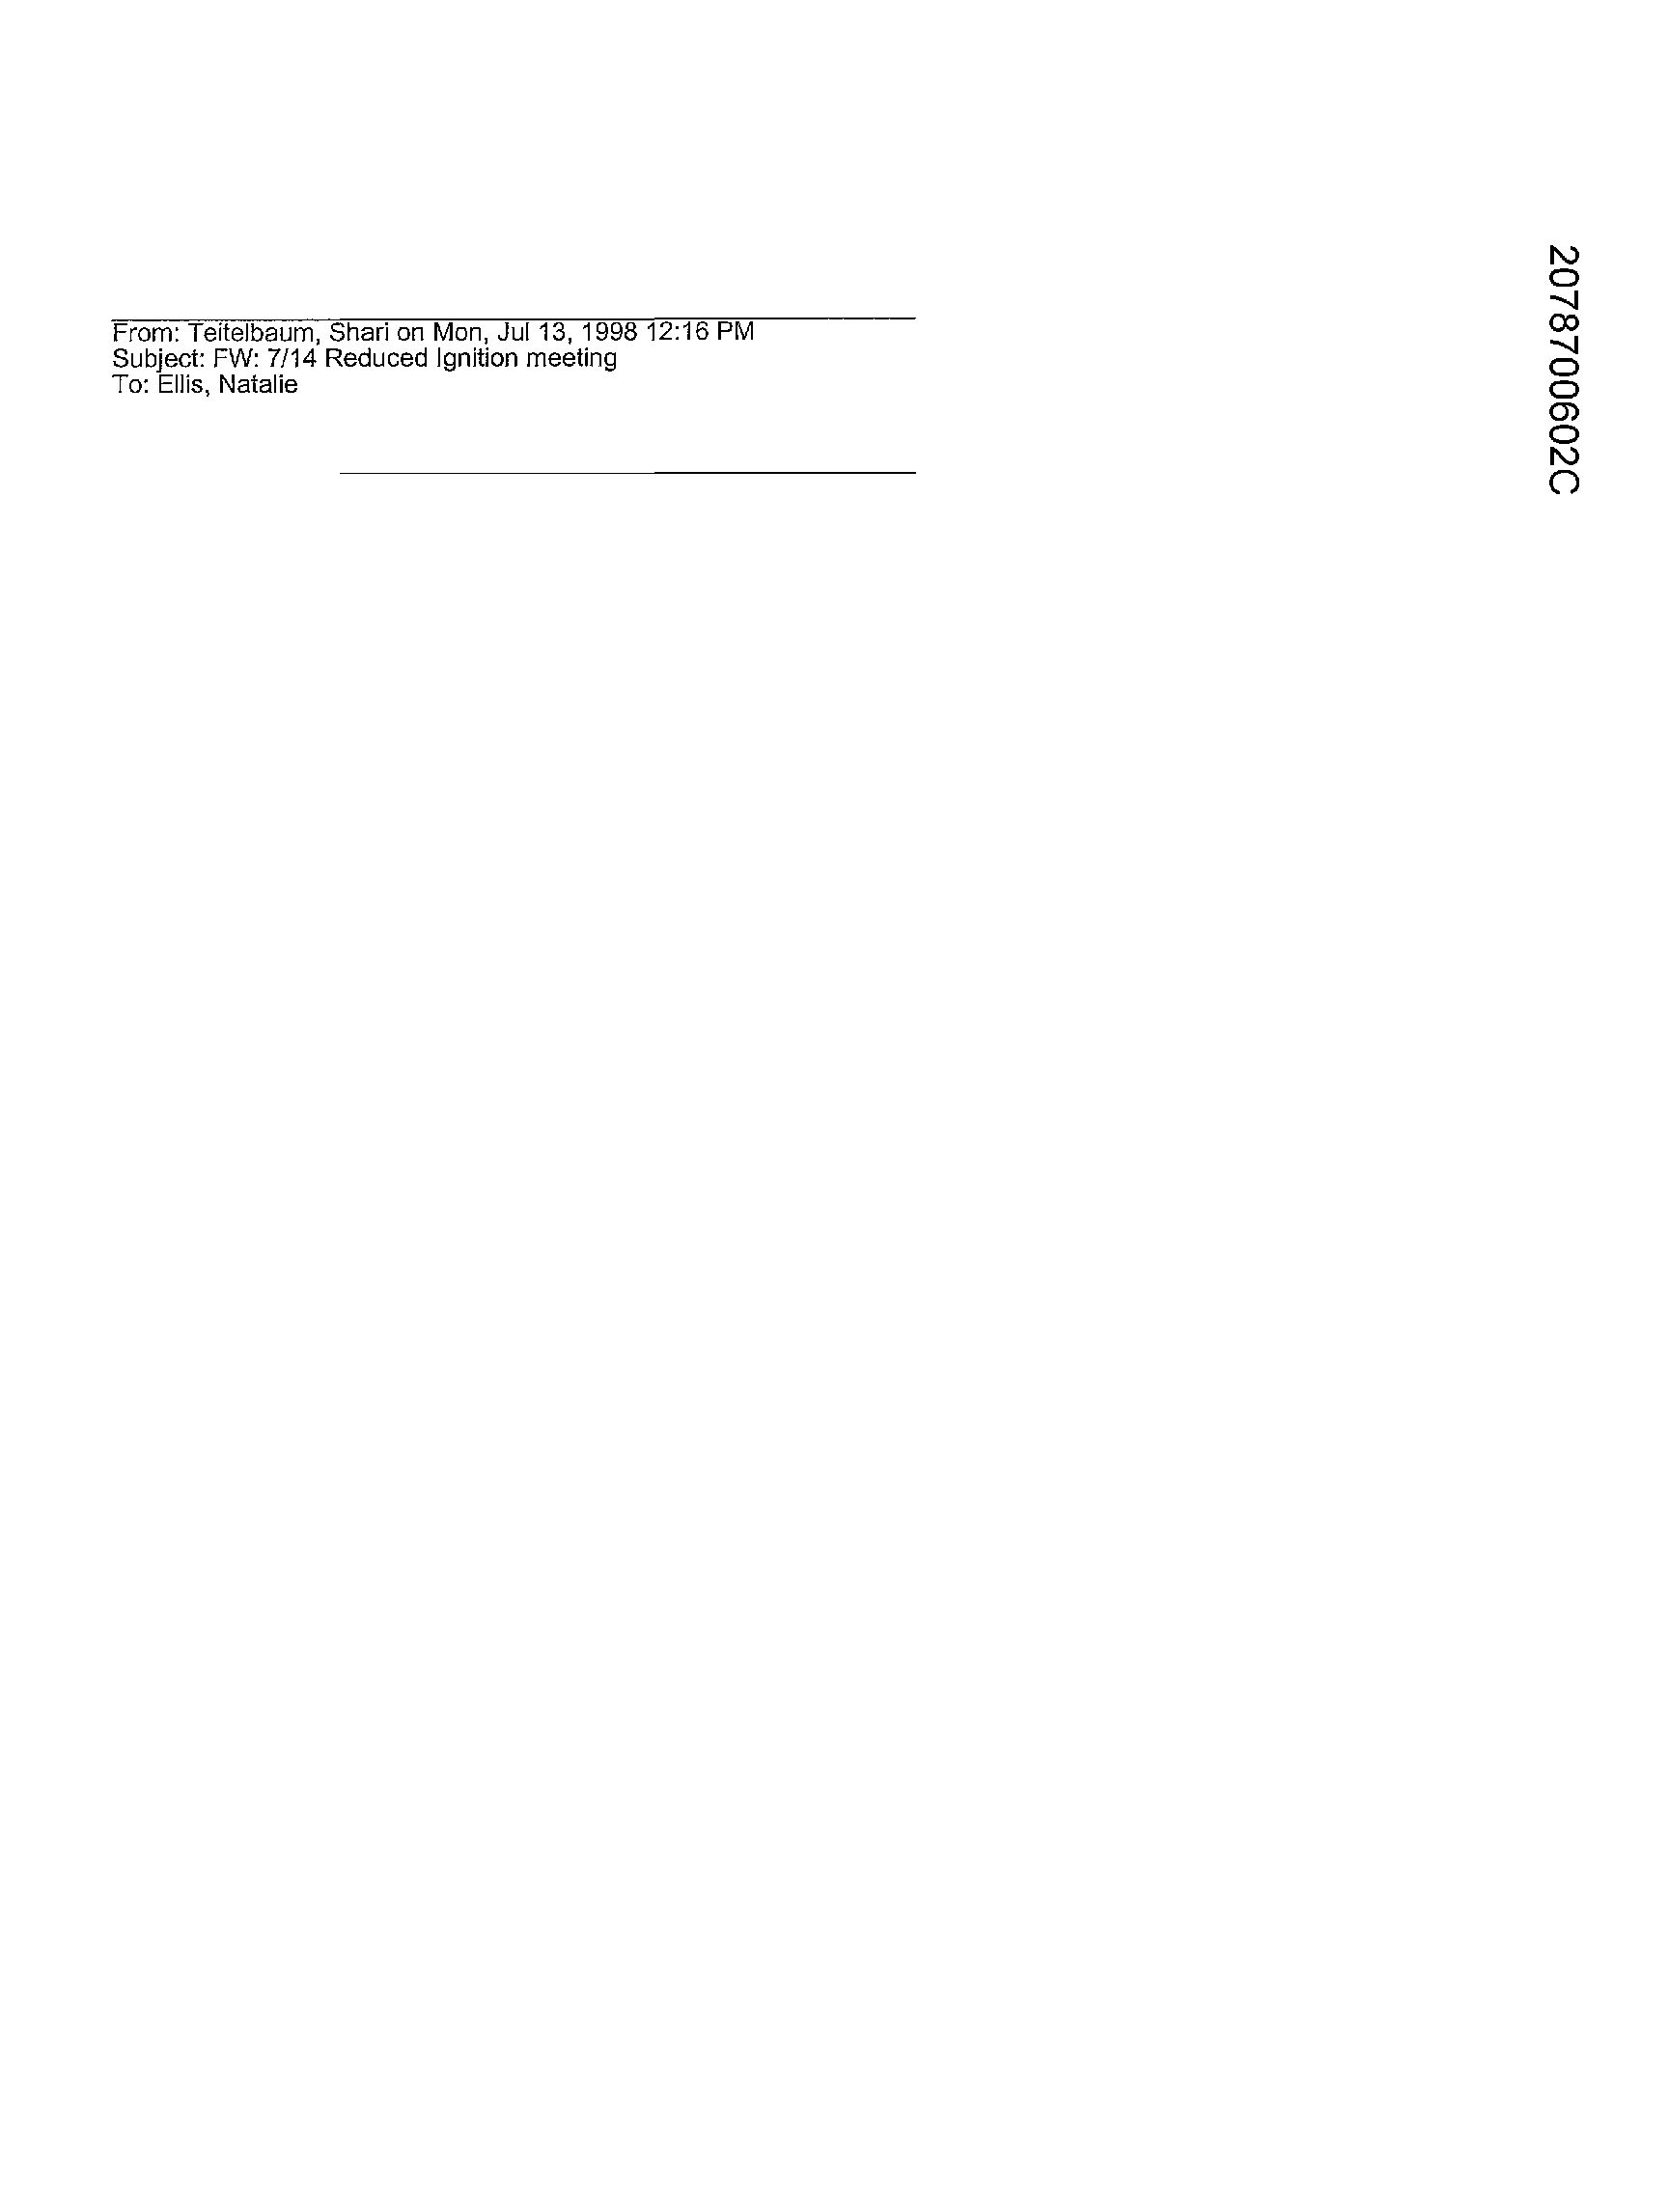 From: Teitelbaum, Shari on Mon, Jul 13, 1998 12:16 PM
Subject: FW: 7/14 Reduced Ignition meeting
To: Ellis, Natalie
2078700602C